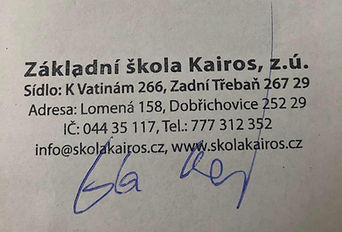 Základní škola Kairos, z.ú.
Sídlo: K Vatinám 266, Zadní Třebaň 267 29
Adresa: Lomená 158, Dobřichovice 252 29
IČ: 044 35 117, Tel.: 777 312 352
info@skolakairos.cz, www.skolakairos.cz